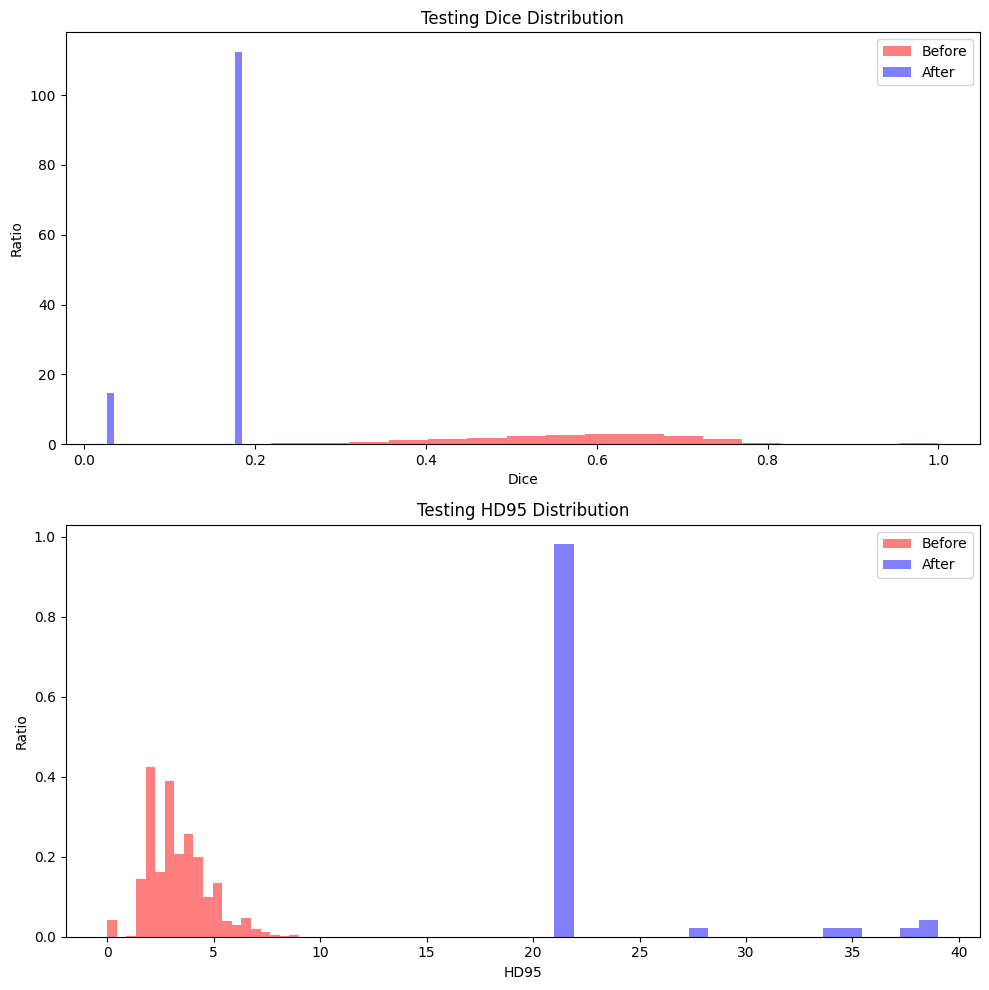 Testing Dice Distribution
Before
After
Ratio
100
80
60
40
20
0
0.0 0.2 0.4 0.6 0.8 1.0
Dice
Testing HD95 Distribution
Before
After
Ratio
1.0
0.8
0.6
0.4
0.2
0.0
0 5 10 15 20 25 30 35 40
HD95